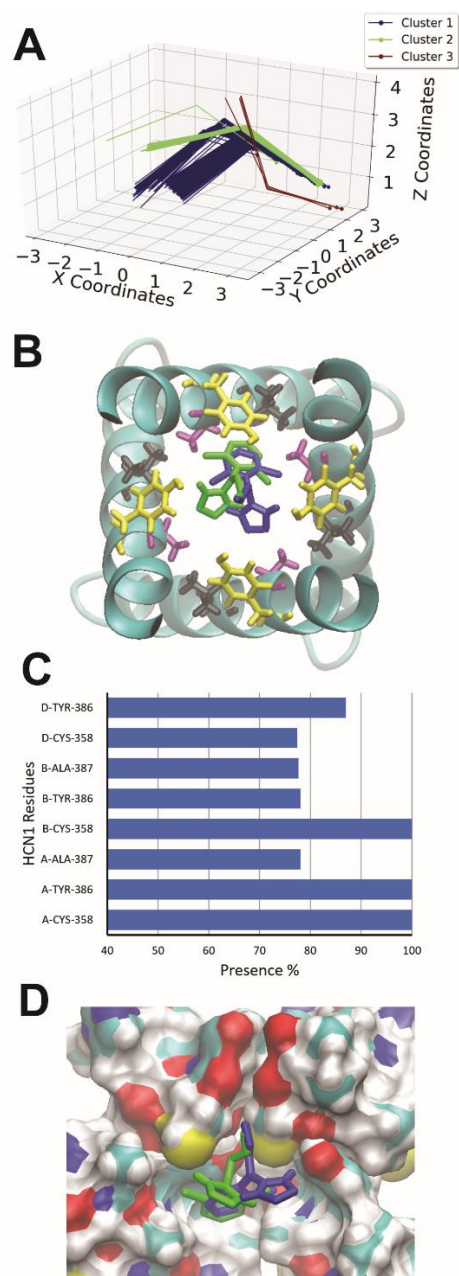 A
Cluster 1
Cluster 2
Cluster 3
4
3
2
1
Z Coordinates
−3 −2 −1 0 1 2 3
X Coordinates
−3 −2 −1 0 1 2 3
Y Coordinates
B
C
D-TYR-386
D-CYS-358
B-ALA-387
B-TYR-386
B-CYS-358
A-ALA-387
A-TYR-386
A-CYS-358
HCN1 Residues
40 50 60 70 80 90 100
Presence %
D